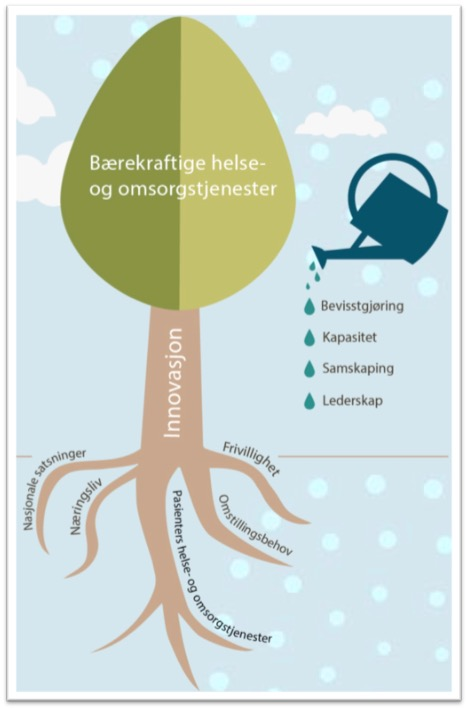 Bærekraftige helse-
og omsorgstjenester
Bevisstgjøring
Kapasitet
Samskaping
Lederskap
Innovasjon
Nasjonale satsninger
Næringsliv
Pasienters helse- og omsorgstjenester
Omstillingsbehov
Frivillighet